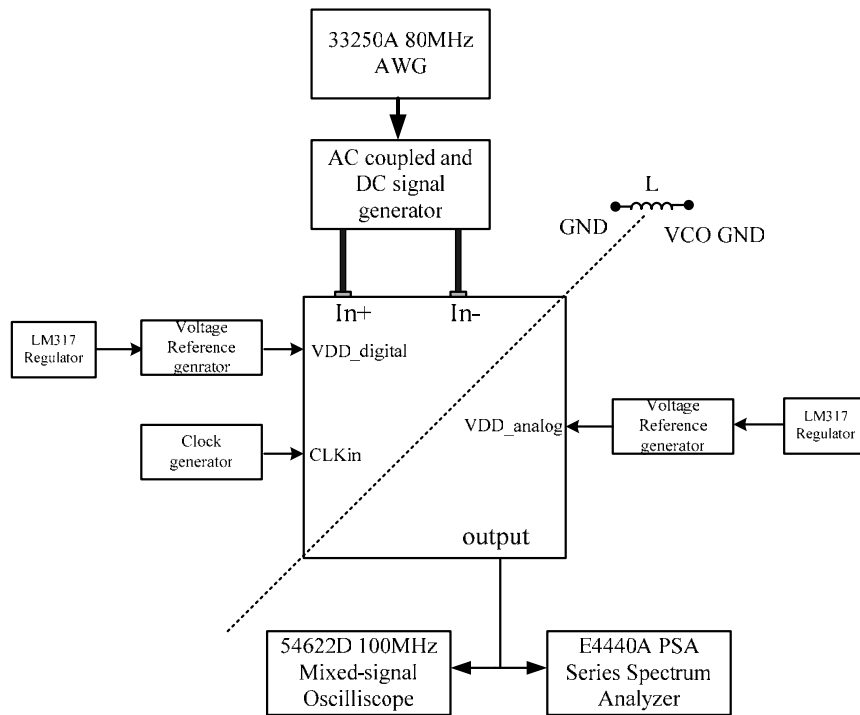 33250A 80MHz
AWG
AC coupled and
DC signal
generator
L
GND
VCO GND
In+
In-
LM317
Regulator
Voltage
Reference
genrator
VDD_digital
VDD_analog
Voltage
Reference
generator
LM317
Regulator
Clock
generator
CLKin
output
54622D 100MHz
Mixed-signal
Oscilliscope
E4440A PSA
Series Spectrum
Analyzer